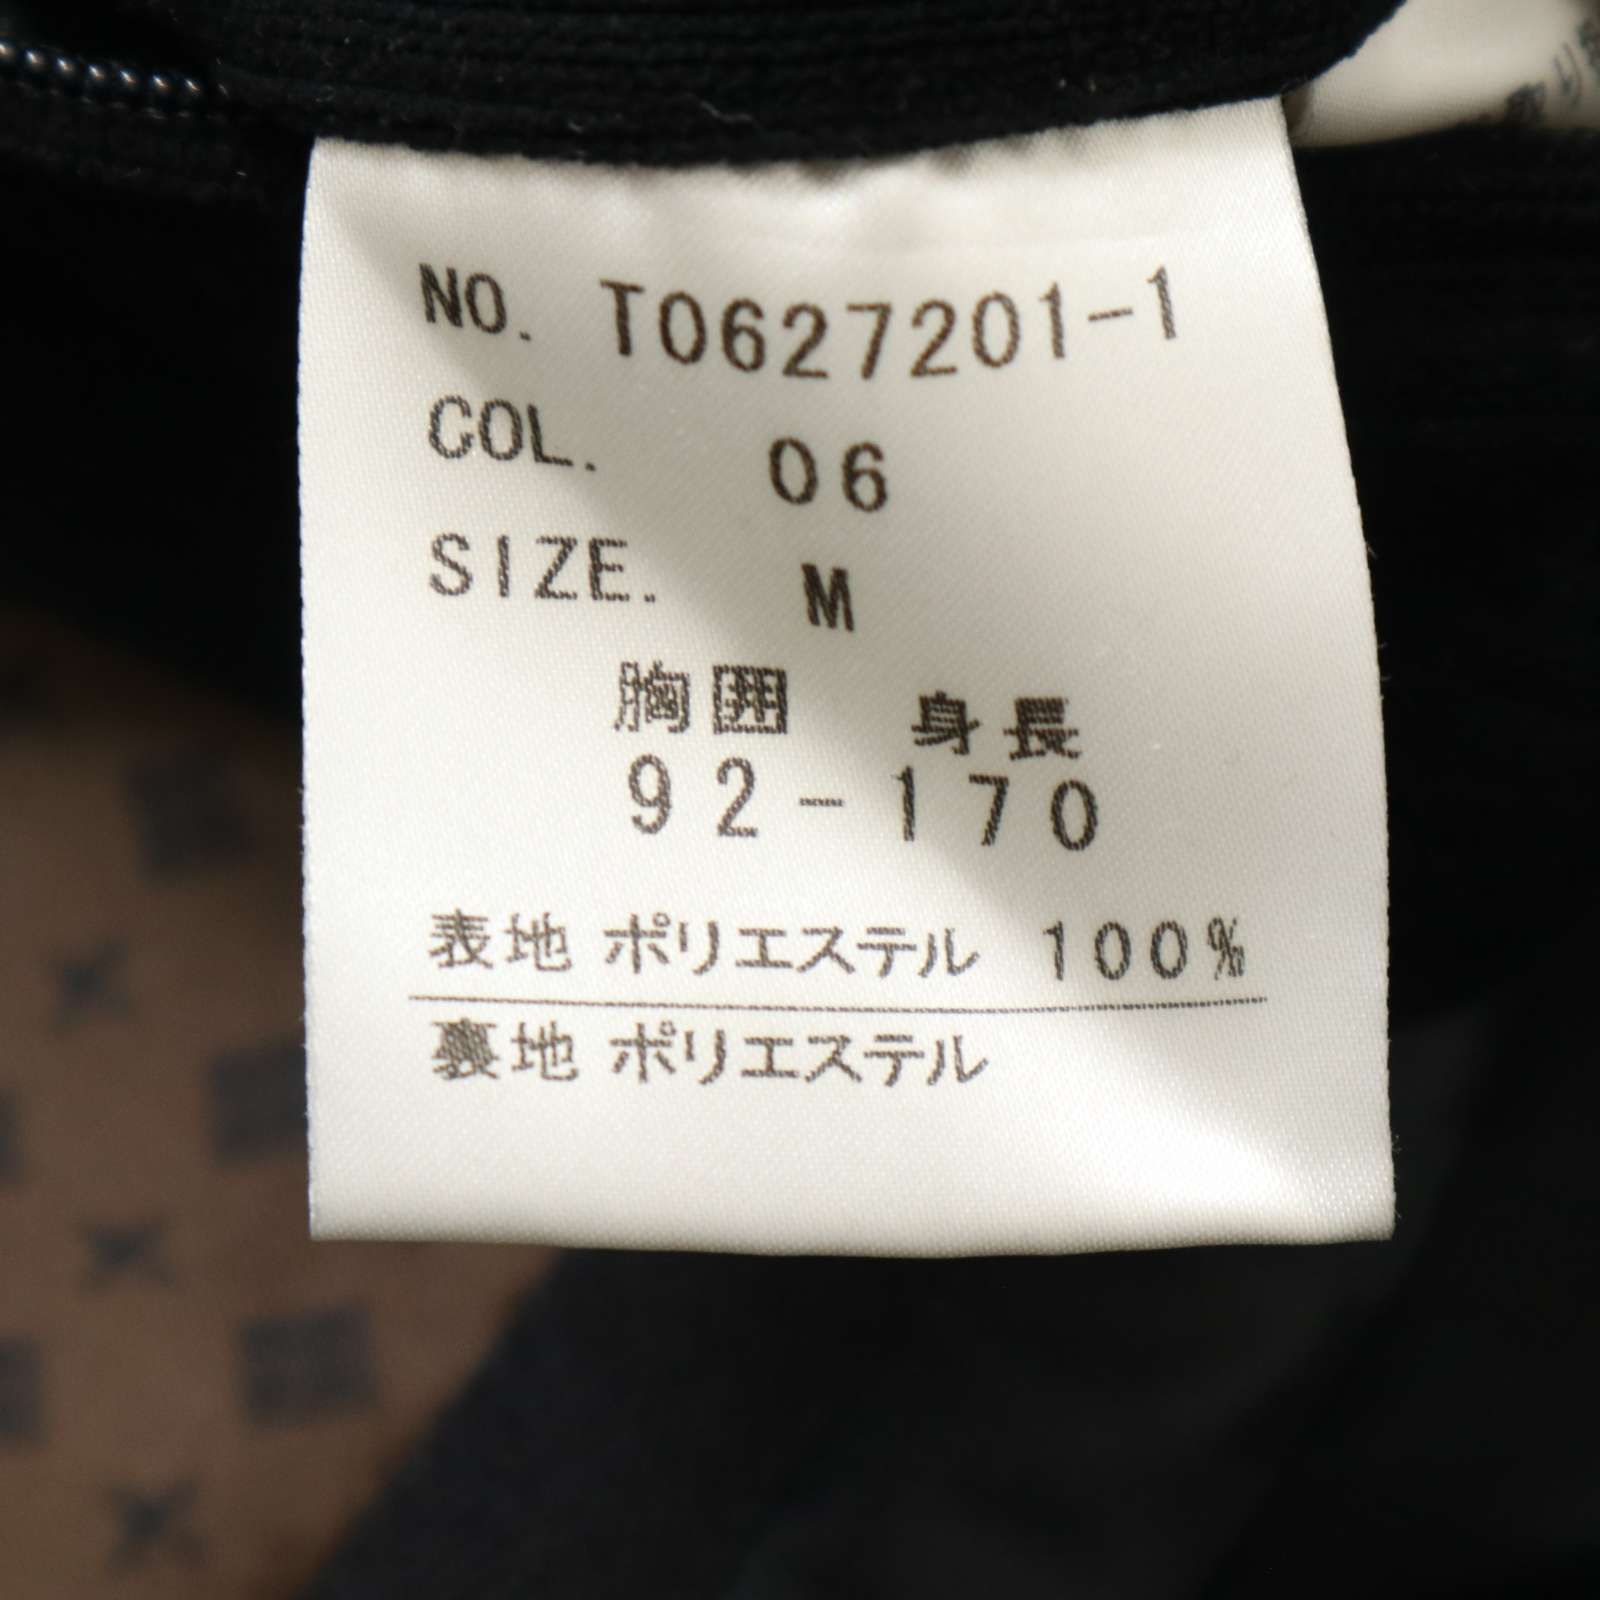 NO. T0627201-1
COL. 06
SIZE. M
胸囲 身長
92-170
表地 ポリエステル 100%
裏地 ポリエステル